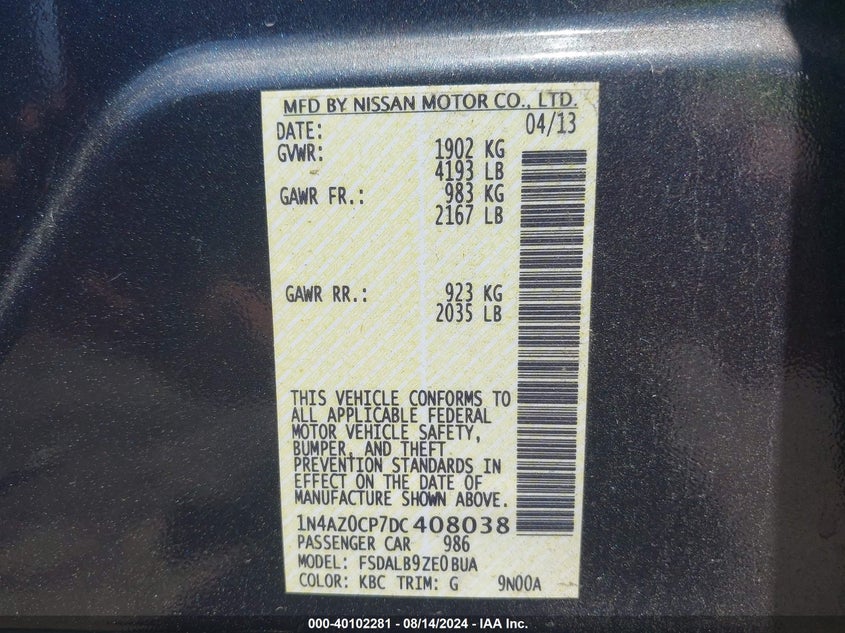 MFD BY NISSAN MOTOR CO., LTD.
DATE: 04/13
GVWR: 1902 KG
4193 LB
GAWR FR.: 983 KG
2167 LB
GAWR RR.: 923 KG
2035 LB
THIS VEHICLE CONFORMS TO
ALL APPLICABLE FEDERAL
MOTOR VEHICLE SAFETY,
BUMPER, AND THEFT
PREVENTION STANDARDS IN
EFFECT ON THE DATE OF
MANUFACTURE SHOWN ABOVE.
1N4AZ0CP7DC408038
PASSENGER CAR 986
MODEL: FSDALB9ZE0BUA
COLOR: KBC TRIM: G 9N00A
000-40102281 - 08/14/2024 - IAA Inc.